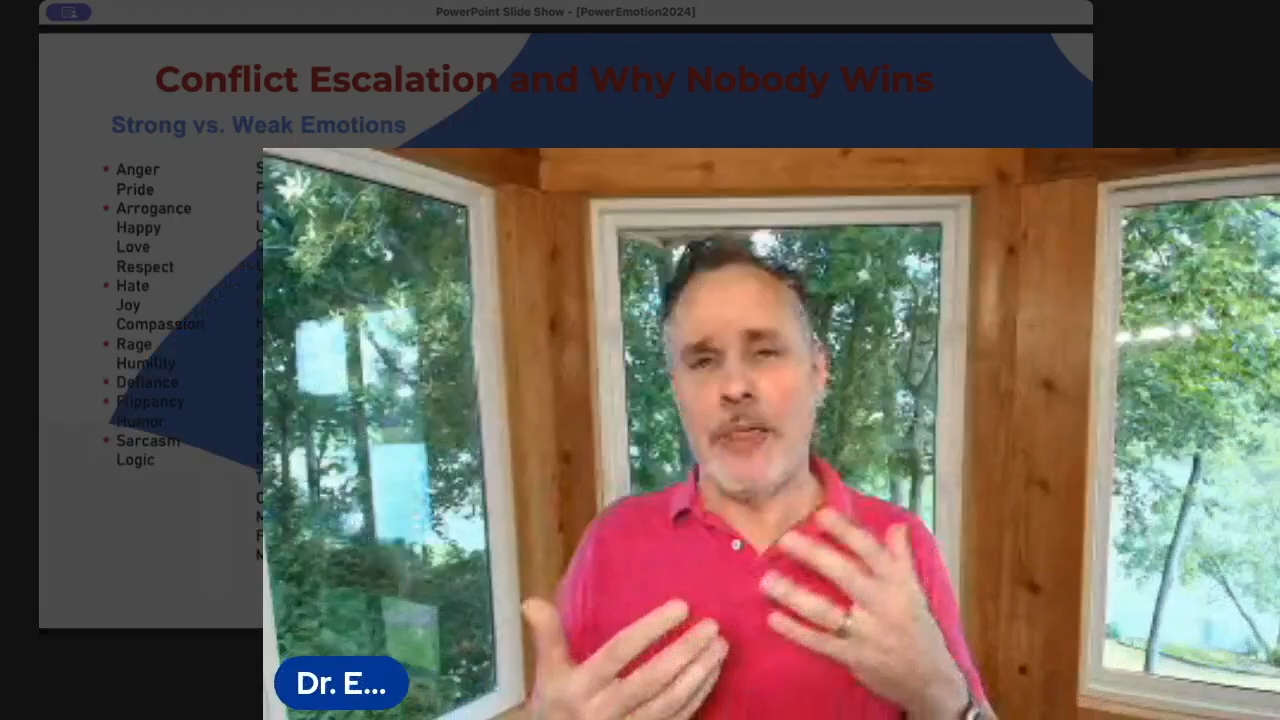 PowerPoint Slide Show - [PowerEmotion2024]
Conflict Escalation and Why Nobody Wins
Strong vs. Weak Emotions
Anger
Pride
Arrogance
Happy
Love
Respect
Hate
Joy
Compassion
Rage
Humility
Defiance
Flippancy
Humor
Sarcasm
Logic
Dr. E...